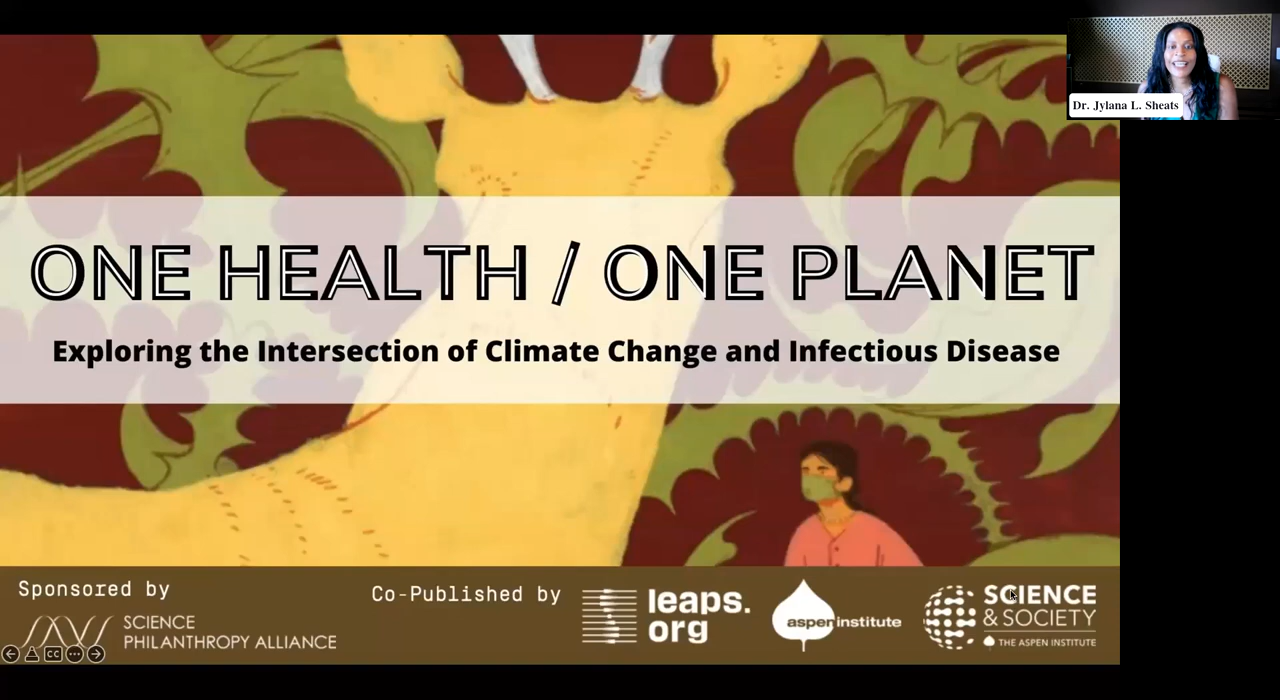 Dr. Jylana L. Sheats
ONE HEALTH / ONE PLANET
Exploring the Intersection of Climate Change and Infectious Disease
Sponsored by
SCIENCE
PHILANTHROPY ALLIANCE
Co-Published by
leaps.
org
aspen institute
SCIENCE
& SOCIETY
THE ASPEN INSTITUTE
CC